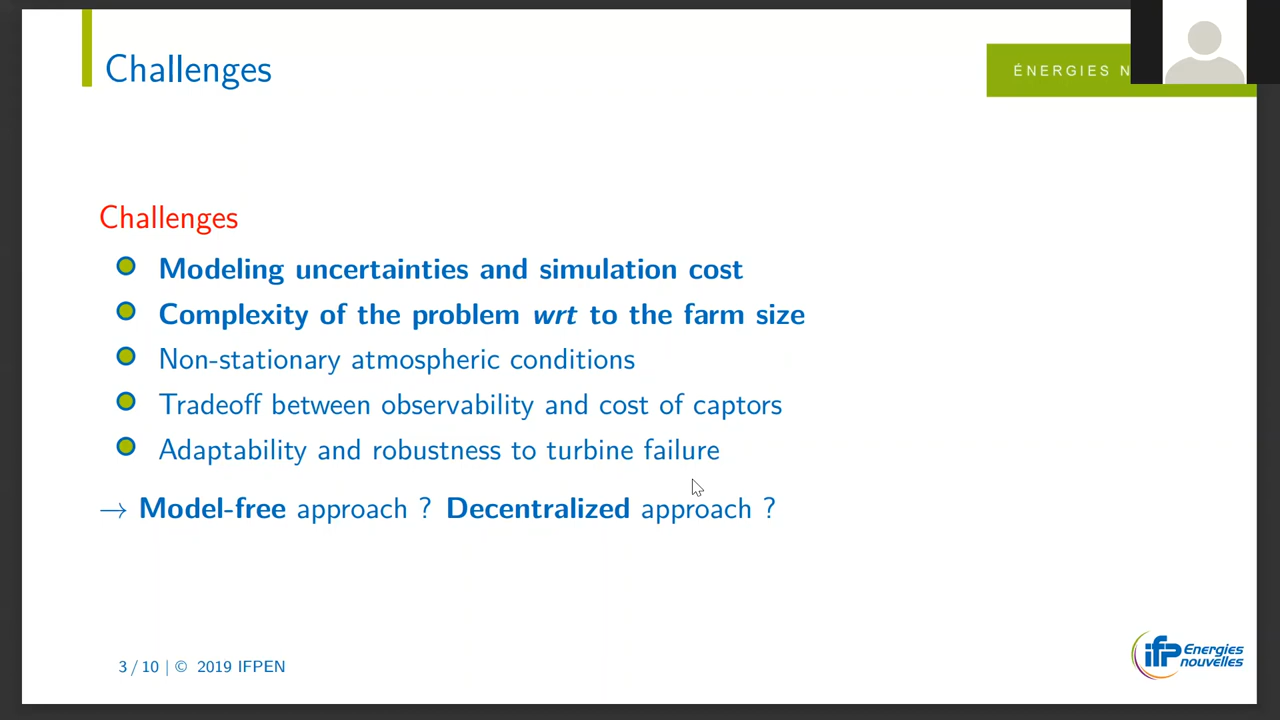 Challenges
ÉNERGIES N
Challenges
Modeling uncertainties and simulation cost
Complexity of the problem wrt to the farm size
Non-stationary atmospheric conditions
Tradeoff between observability and cost of captors
Adaptability and robustness to turbine failure
→ Model-free approach ? Decentralized approach ?
3 / 10 | © 2019 IFPEN
ifp Energies
nouvelles